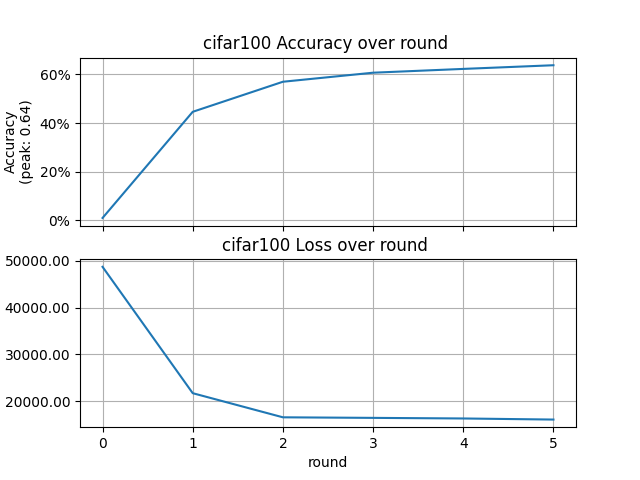 cifar100 Accuracy over round
Accuracy
(peak: 0.64)
60%
40%
20%
0%
cifar100 Loss over round
50000.00
40000.00
30000.00
20000.00
0 1 2 3 4 5
round